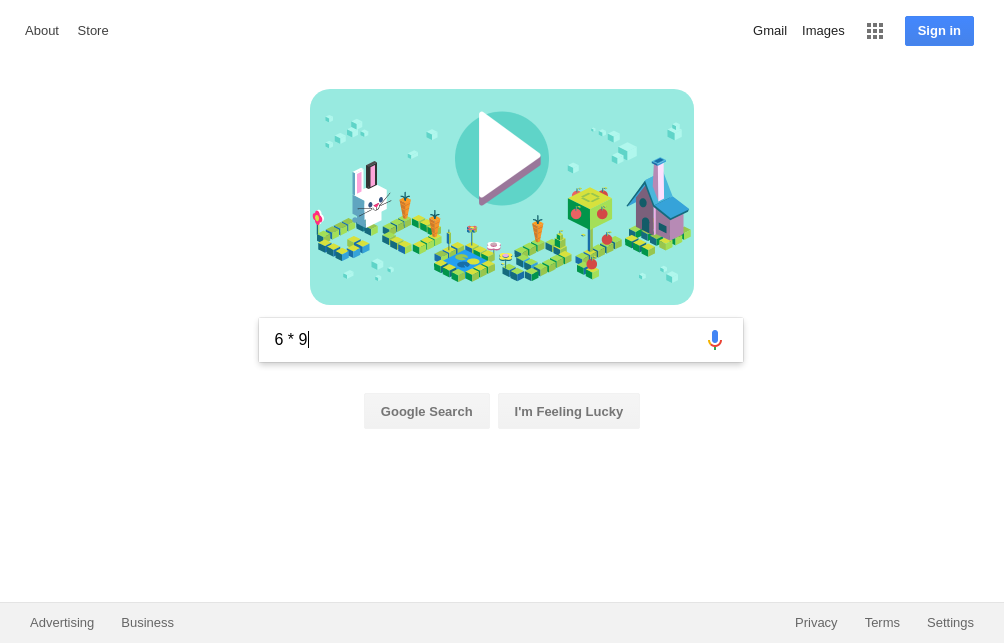 About Store Gmail Images Sign in
6 * 9
Google Search I'm Feeling Lucky
Advertising Business Privacy Terms Settings